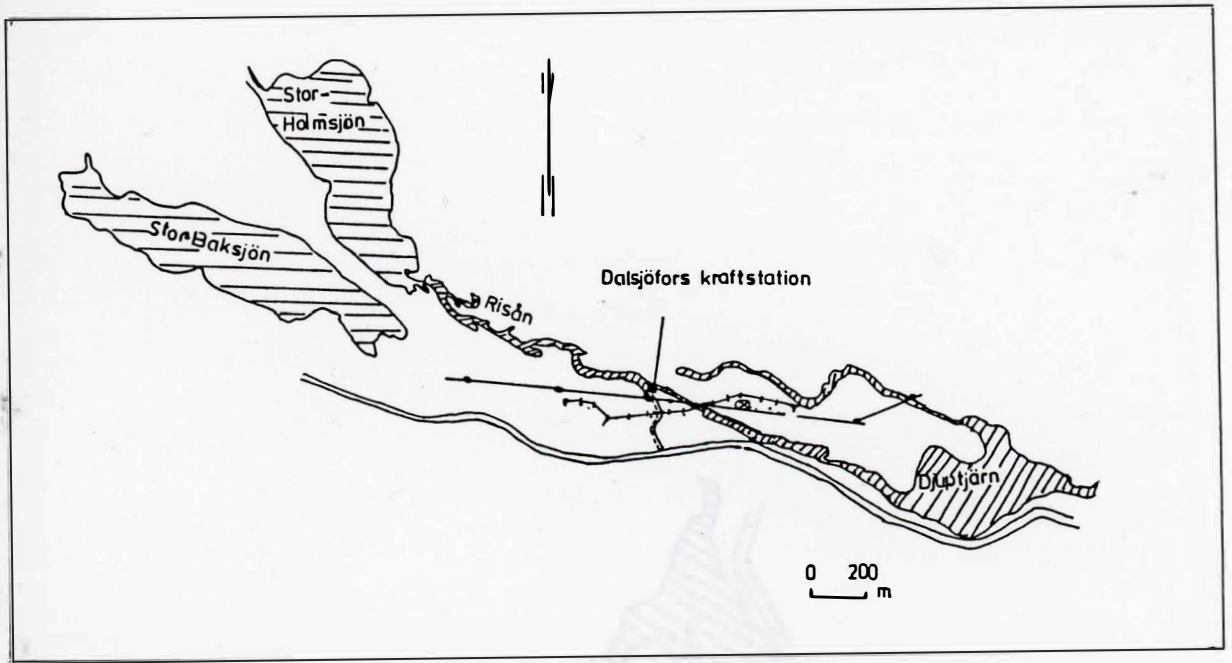 Stor-
Holmsjön
Stor-Baksjön
Dalsjöfors kraftstation
Risån
Djuptjärn
0 200
m